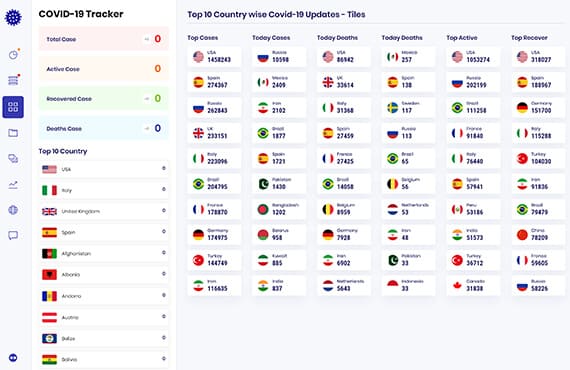 COVID-19 Tracker
Total Case +0 0
Active Case 0
Recovered Case +0 0
Deaths Case +0 0
Top 10 Country
USA 0
Italy 0
United Kingdom 0
Spain 0
Afghanistan 0
Albania 0
Andorra 0
Austria 0
Belize 0
Bolivia 0
Top 10 Country wise Covid-19 Updates - Tiles
Top Cases Today Cases Today Deaths Today Deaths Top Active Top Recover
USA Russia USA Mexico USA USA
1458243 10598 86942 257 1053274 318027
Spain Mexico UK Spain Russia Spain
274367 2409 33614 138 202199 188967
Russia Iran Italy Sweden Brazil Germany
262843 2102 31368 117 111258 151700
UK Brazil Spain Russia France Italy
233151 1877 27459 113 91840 115288
Italy Spain France Brazil Italy Turkey
223096 1721 27425 65 76440 104030
Brazil Pakistan Brazil Belgium Spain Iran
204795 1430 14058 56 57941 91836
France Bangladesh Belgium Netherlands Peru Brazil
178870 1202 8959 53 53186 79479
Germany Belarus Germany Iran India China
174975 958 7928 48 51573 78209
Turkey Kuwait Iran Pakistan Turkey France
144749 885 6902 33 36712 59605
Iran India Netherlands Indonesia Canada Russia
116635 837 5643 33 31838 58226